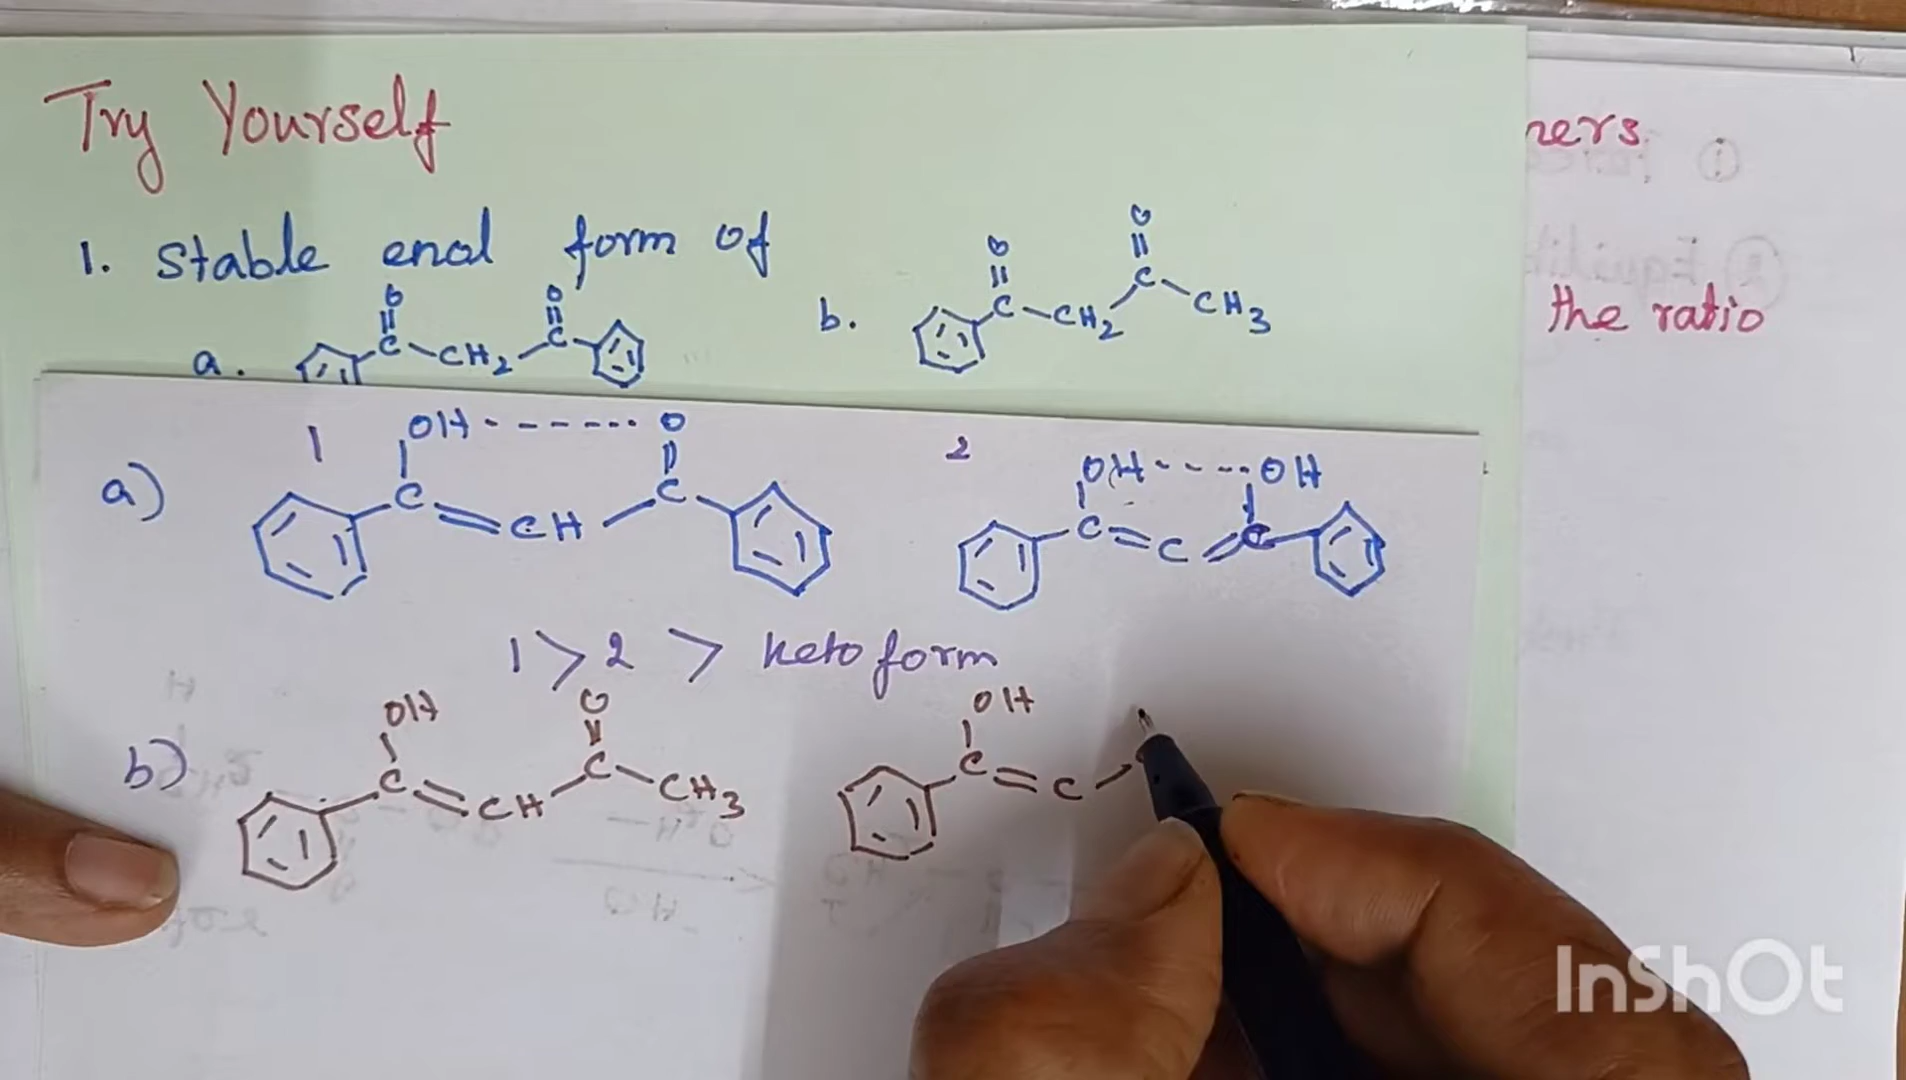 Try Yourself
1. Stable enol form of
a. O || C - CH2 - C || O
b. O || C - CH2 - C || O - CH3
ners
the ratio
a) 1 OH ------- O
C = CH - C
2 OH ----- OH
C = C = C
1 > 2 > keto form
b) OH O
C = CH - C - CH3
OH
C = C -
InShOt